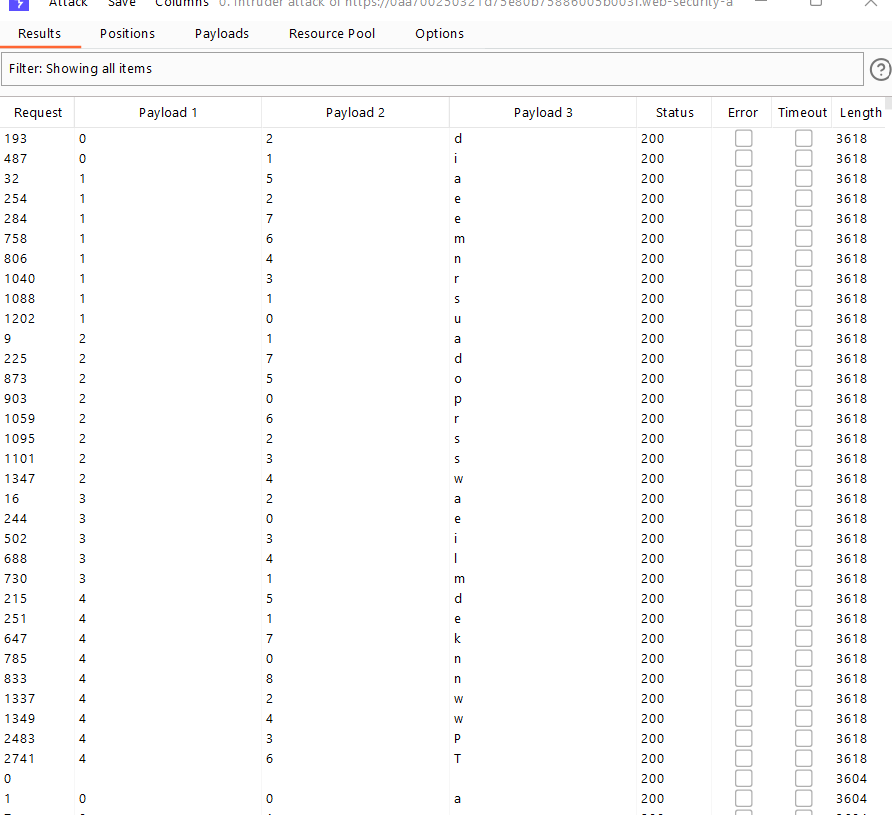 Attack Save Columns 0. Intruder attack of
Results Positions Payloads Resource Pool Options
Filter: Showing all items ?
Request Payload 1 Payload 2 Payload 3 Status Error Timeout Length
193 0 2 d 200 3618
487 0 1 i 200 3618
32 1 5 a 200 3618
254 1 2 e 200 3618
284 1 7 e 200 3618
758 1 6 m 200 3618
806 1 4 n 200 3618
1040 1 3 r 200 3618
1088 1 1 s 200 3618
1202 1 0 u 200 3618
9 2 1 a 200 3618
225 2 7 d 200 3618
873 2 5 o 200 3618
903 2 0 p 200 3618
1059 2 6 r 200 3618
1095 2 2 s 200 3618
1101 2 3 s 200 3618
1347 2 4 w 200 3618
16 3 2 a 200 3618
244 3 0 e 200 3618
502 3 3 i 200 3618
688 3 4 l 200 3618
730 3 1 m 200 3618
215 4 5 d 200 3618
251 4 1 e 200 3618
647 4 7 k 200 3618
785 4 0 n 200 3618
833 4 8 n 200 3618
1337 4 2 w 200 3618
1349 4 4 w 200 3618
2483 4 3 P 200 3618
2741 4 6 T 200 3618
0 200 3604
1 0 0 a 200 3604